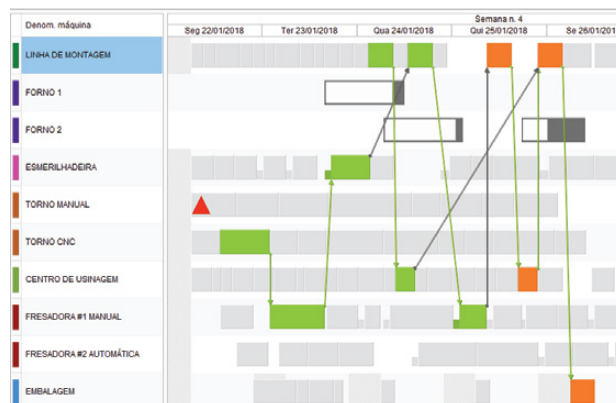 Denom. máquina
Semana n. 4
Seg 22/01/2018 Ter 23/01/2018 Qua 24/01/2018 Qui 25/01/2018 Se 26/01/201
LINHA DE MONTAGEM
FORNO 1
FORNO 2
ESMERILHADEIRA
TORNO MANUAL
TORNO CNC
CENTRO DE USINAGEM
FRESADORA #1 MANUAL
FRESADORA #2 AUTOMÂTICA
EMBALAGEM